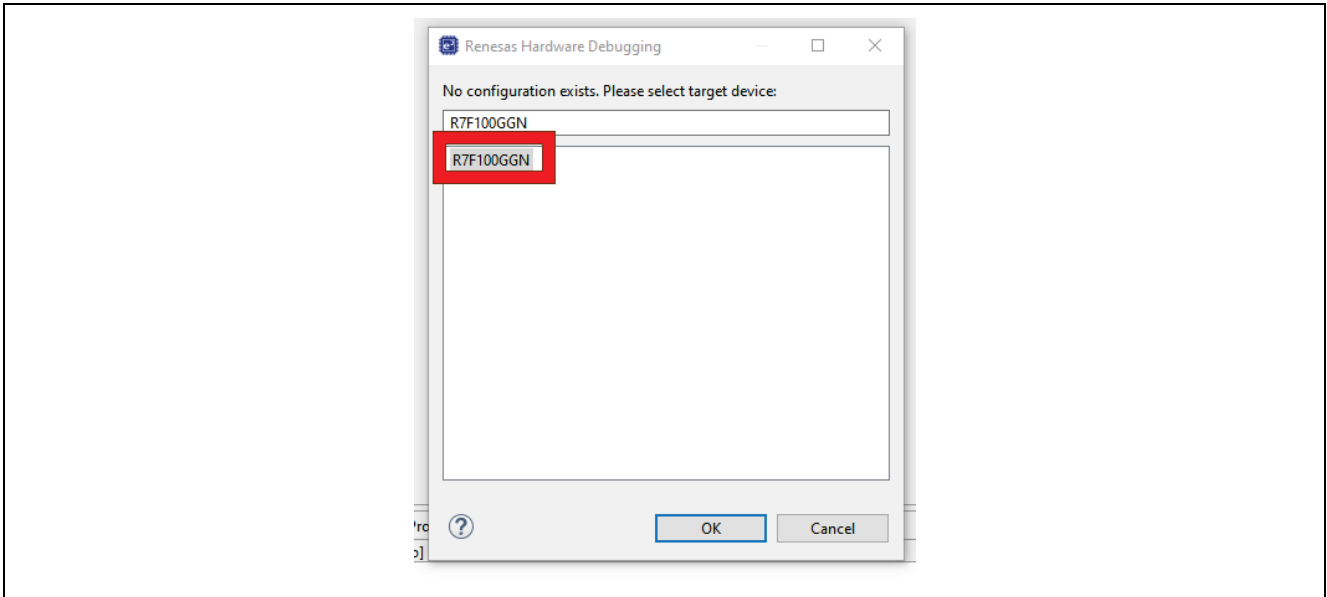 Renesas Hardware Debugging
No configuration exists. Please select target device:
R7F100GGN
R7F100GGN
?
OK
Cancel